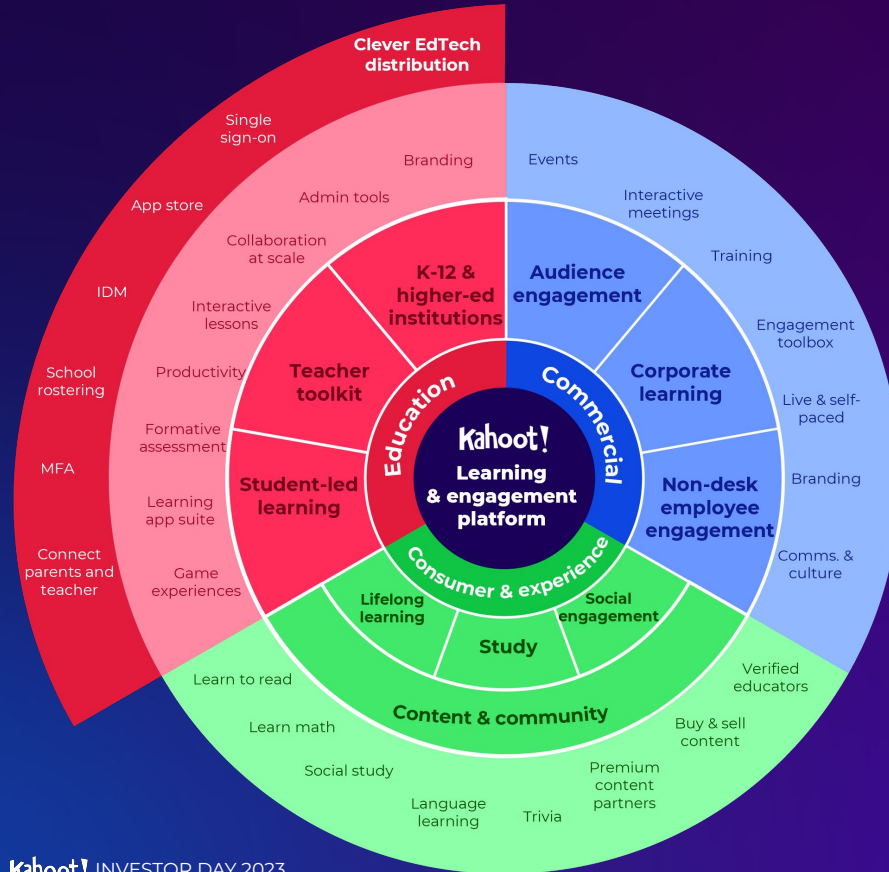 Clever EdTech
distribution
Single
sign-on
App store
IDM
School
rostering
MFA
Connect
parents and
teacher
Branding
Admin tools
Collaboration
at scale
Interactive
lessons
Productivity
Formative
assessment
Learning
app suite
Game
experiences
K-12 &
higher-ed
institutions
Teacher
toolkit
Student-led
learning
Education
Events
Interactive
meetings
Training
Engagement
toolbox
Live & self-
paced
Branding
Comms. &
culture
Audience
engagement
Corporate
learning
Non-desk
employee
engagement
Commercial
Kahoot!
Learning
& engagement
platform
Consumer & experience
Lifelong
learning
Study
Social
engagement
Content & community
Learn to read
Learn math
Social study
Language
learning
Trivia
Premium
content
partners
Buy & sell
content
Verified
educators
Kahoot! INVESTOR DAY 2023